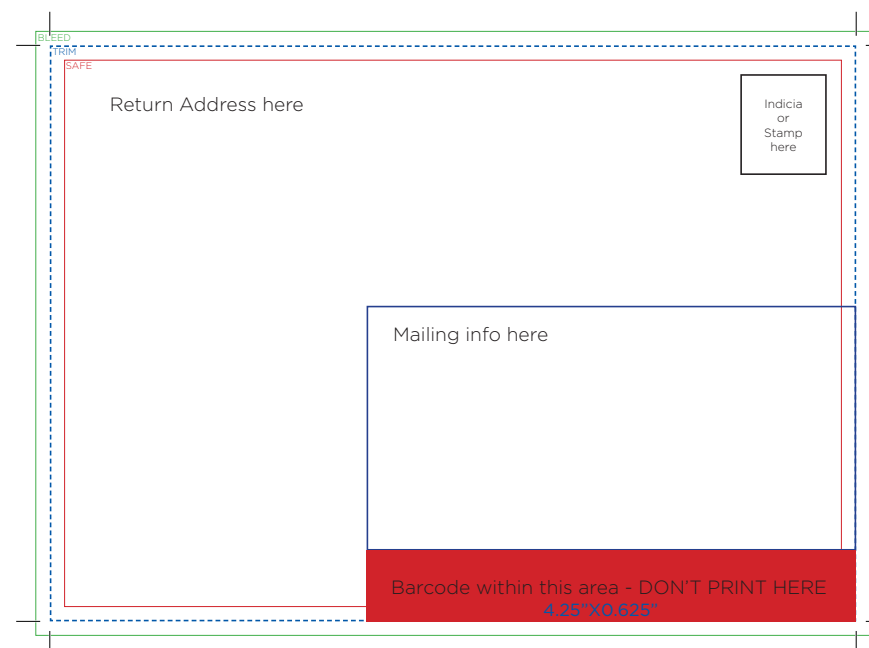 BLEED
TRIM
SAFE
Return Address here
Indicia
or
Stamp
here
Mailing info here
Barcode within this area - DON'T PRINT HERE
4.25"X0.625"